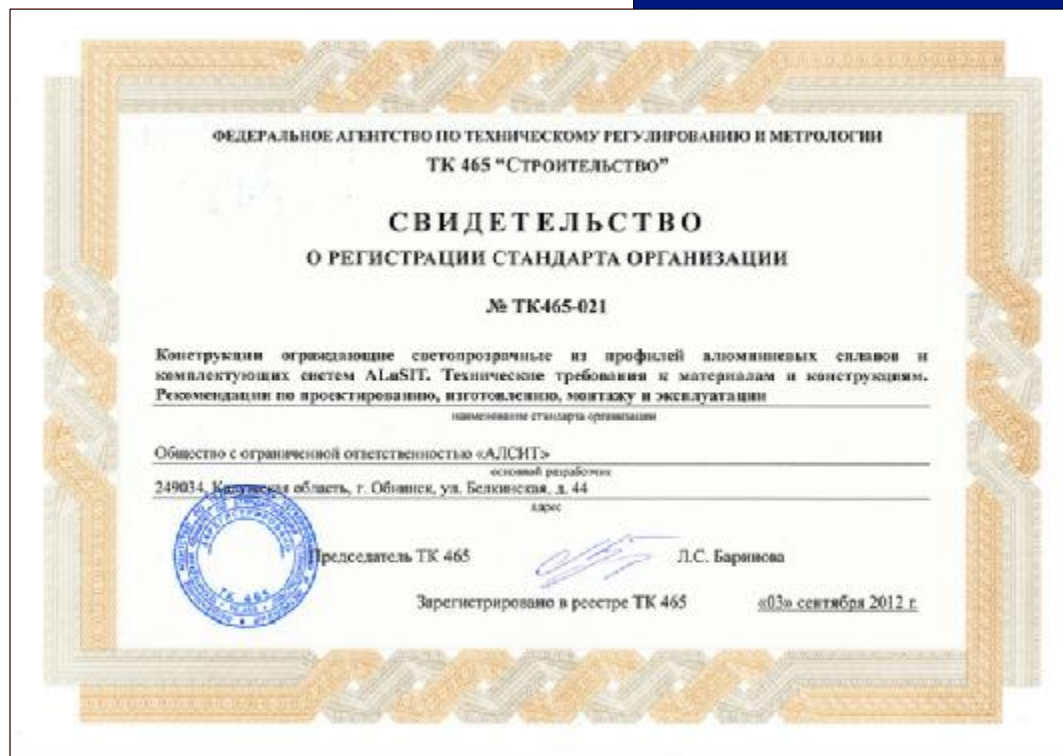 ФЕДЕРАЛЬНОЕ АГЕНТСТВО ПО ТЕХНИЧЕСКОМУ РЕГУЛИРОВАНИЮ И МЕТРОЛОГИИ
ТК 465 "СТРОИТЕЛЬСТВО"
СВИДЕТЕЛЬСТВО
О РЕГИСТРАЦИИ СТАНДАРТА ОРГАНИЗАЦИИ
№ ТК465-021
Конструкции ограждающие светопрозрачные из профилей алюминиевых сплавов и
комплектующих систем ALuSIT. Технические требования к материалам и конструкциям.
Рекомендации по проектированию, изготовлению, монтажу и эксплуатации
наименование стандарта организации
Общество с ограниченной ответственностью «АЛСИТ»
основной разработчик
249034, Калужская область, г. Обнинск, ул. Белкинская, д. 44
адрес
Председатель ТК 465 Л.С. Баринова
ТК 465
Зарегистрировано в реестре ТК 465 «03» сентября 2012 г.